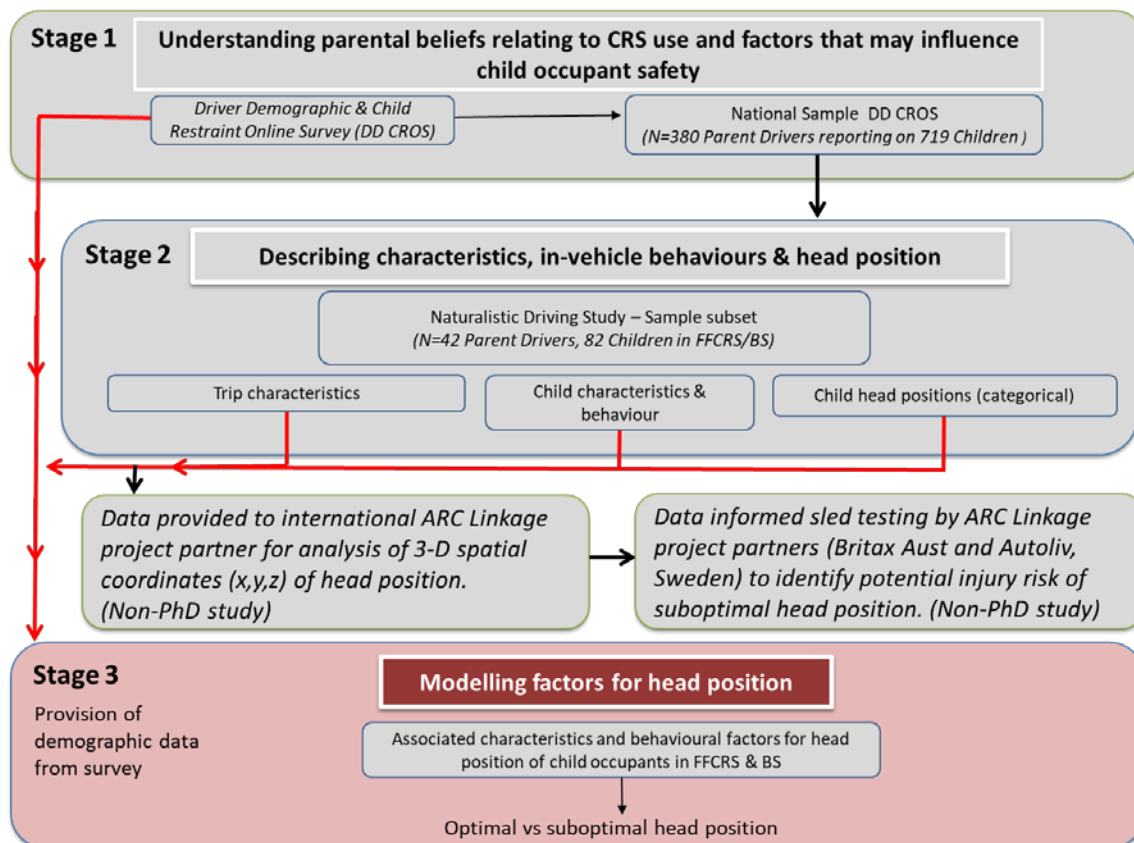 Stage 1
Understanding parental beliefs relating to CRS use and factors that may influence
child occupant safety
Driver Demographic & Child
Restraint Online Survey (DD CROS)
National Sample DD CROS
(N=380 Parent Drivers reporting on 719 Children )
Stage 2
Describing characteristics, in-vehicle behaviours & head position
Naturalistic Driving Study – Sample subset
(N=42 Parent Drivers, 82 Children in FFCRS/BS)
Trip characteristics
Child characteristics &
behaviour
Child head positions (categorical)
Data provided to international ARC Linkage
project partner for analysis of 3-D spatial
coordinates (x,y,z) of head position.
(Non-PhD study)
Data informed sled testing by ARC Linkage
project partners (Britax Aust and Autoliv,
Sweden) to identify potential injury risk of
suboptimal head position. (Non-PhD study)
Stage 3
Provision of
demographic data
from survey
Modelling factors for head position
Associated characteristics and behavioural factors for head
position of child occupants in FFCRS & BS
Optimal vs suboptimal head position